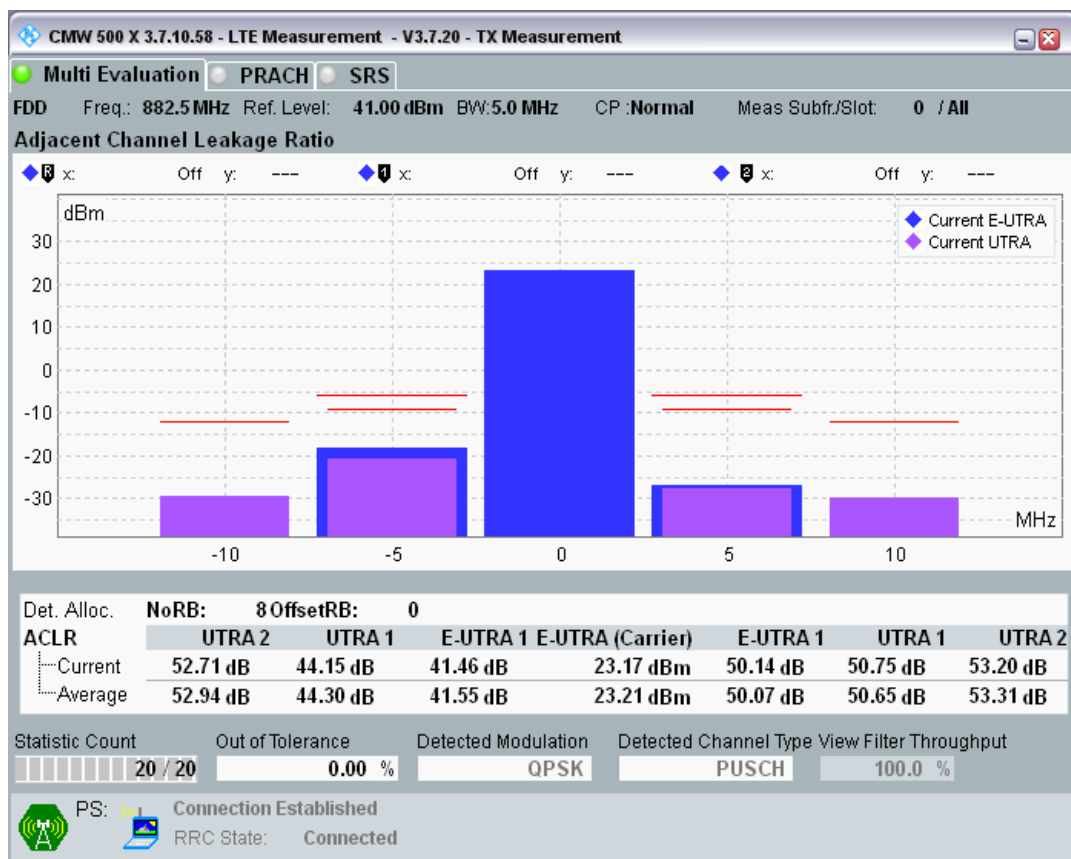 CMW 500 X 3.7.10.58 - LTE Measurement - V3.7.20 - TX Measurement
Multi Evaluation PRACH SRS
FDD Freq.: 882.5 MHz Ref. Level: 41.00 dBm BW:5.0 MHz CP :Normal Meas Subfr./Slot: 0 / All
Adjacent Channel Leakage Ratio
R x: Off y: --- 1 x: Off y: --- 2 x: Off y: ---
dBm
Current E-UTRA
Current UTRA
30
20
10
0
-10
-20
-30
MHz
-10 -5 0 5 10
Det. Alloc. NoRB: 8 OffsetRB: 0
ACLR UTRA 2 UTRA 1 E-UTRA 1 E-UTRA (Carrier) E-UTRA 1 UTRA 1 UTRA 2
Current 52.71 dB 44.15 dB 41.46 dB 23.17 dBm 50.14 dB 50.75 dB 53.20 dB
Average 52.94 dB 44.30 dB 41.55 dB 23.21 dBm 50.07 dB 50.65 dB 53.31 dB
Statistic Count Out of Tolerance Detected Modulation Detected Channel Type View Filter Throughput
20 / 20 0.00 % QPSK PUSCH 100.0 %
PS: Connection Established
RRC State: Connected